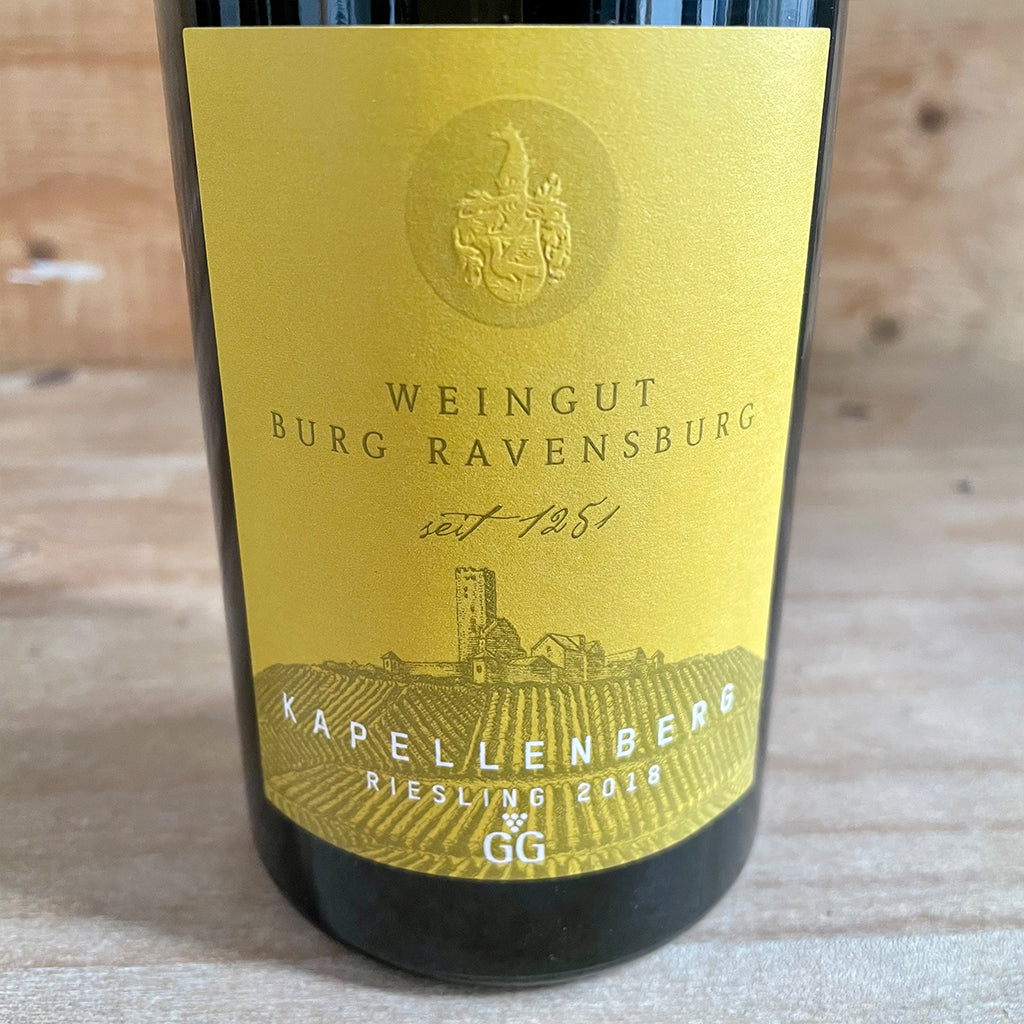 WEINGUT
BURG RAVENSBURG
seit 1251
KAPELLENBERG
RIESLING 2018
GG